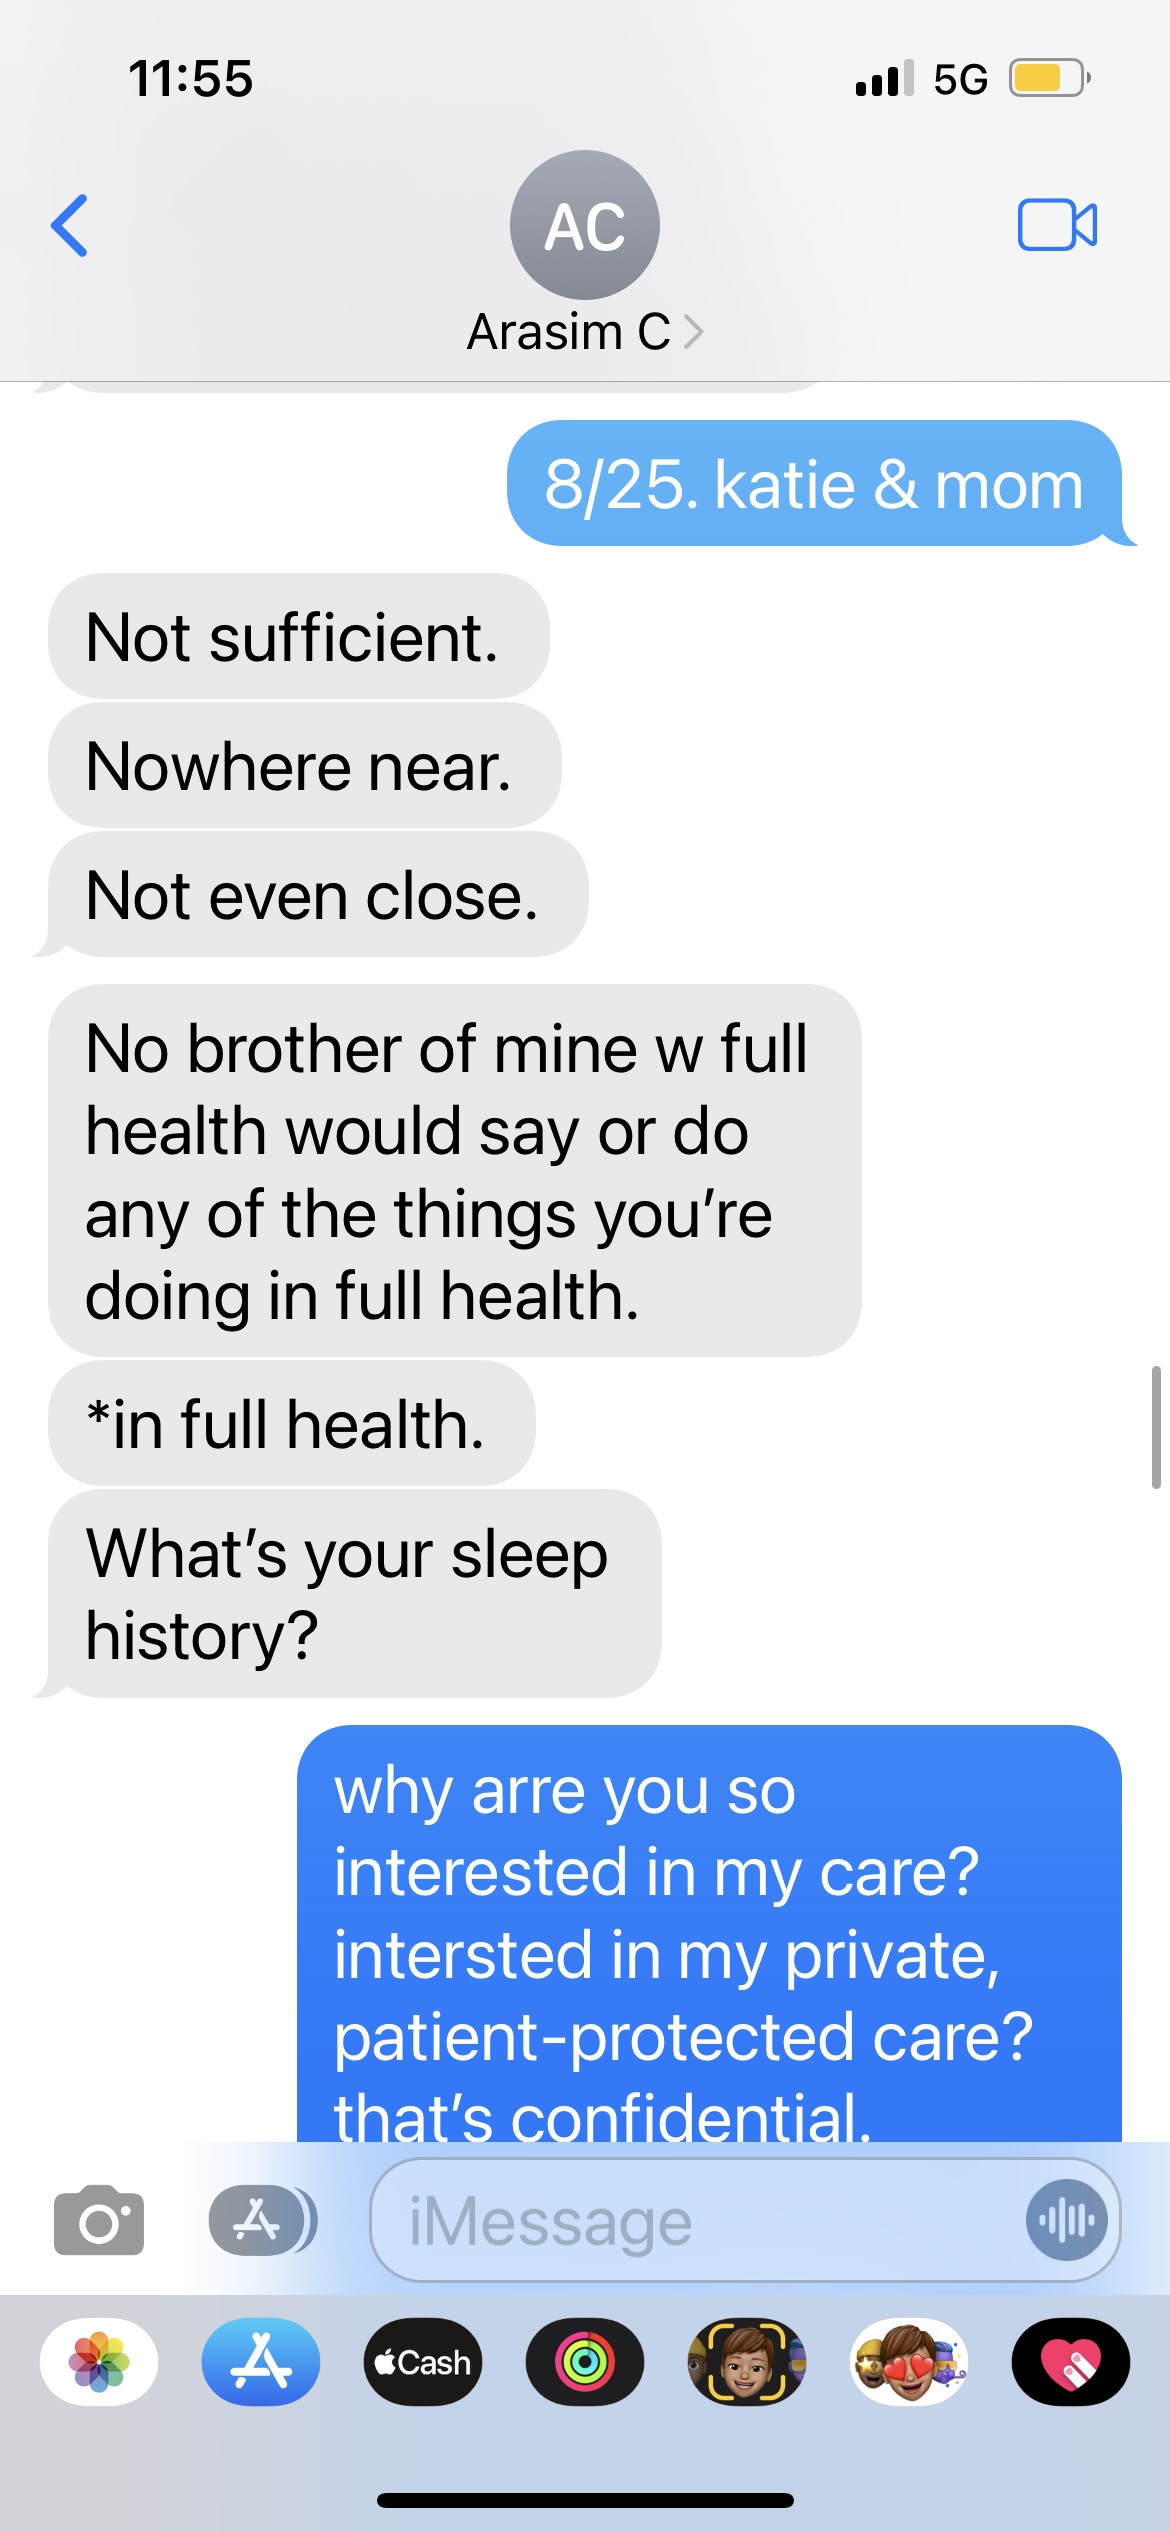 11:55
5G
AC
Arasim C
8/25. katie & mom
Not sufficient.
Nowhere near.
Not even close.
No brother of mine w full
health would say or do
any of the things you’re
doing in full health.
*in full health.
What’s your sleep
history?
why arre you so
interested in my care?
intersted in my private,
patient-protected care?
that’s confidential.
iMessage
Cash